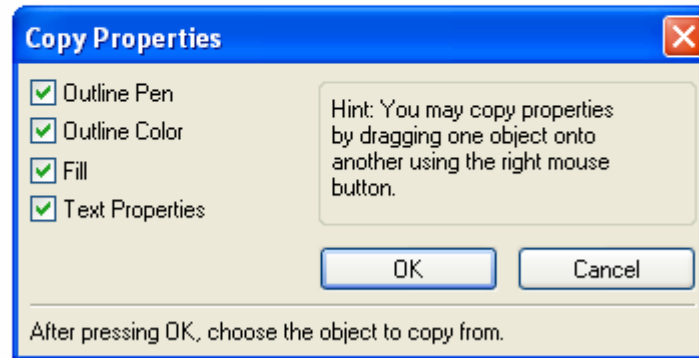 Copy Properties
Outline Pen
Outline Color
Fill
Text Properties
Hint: You may copy properties
by dragging one object onto
another using the right mouse
button.
OK
Cancel
After pressing OK, choose the object to copy from.